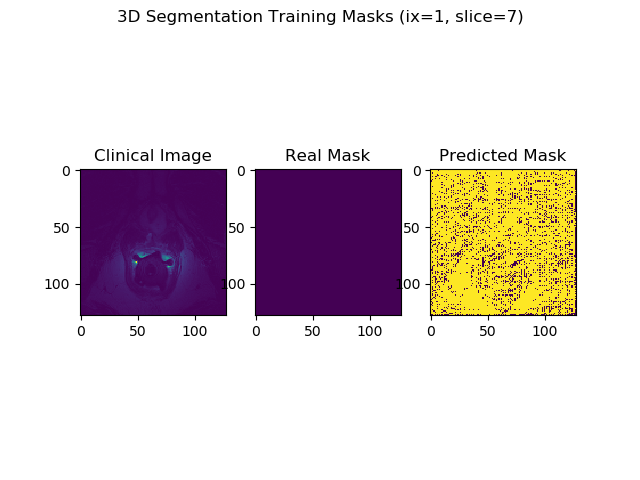 3D Segmentation Training Masks (ix=1, slice=7)
Clinical Image Real Mask Predicted Mask
0 0 0
50 50 50
100 100 100
0 50 100 0 50 100 0 50 100